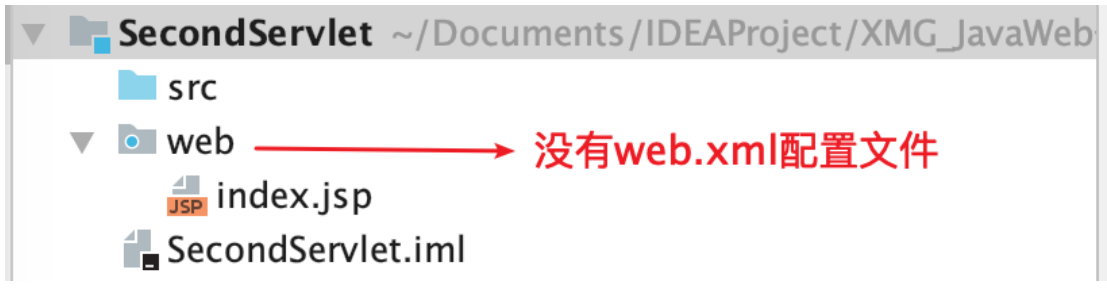 SecondServlet ~/Documents/IDEAProject/XMG_JavaWeb
src
web 没有web.xml配置文件
JSP index.jsp
SecondServlet.iml